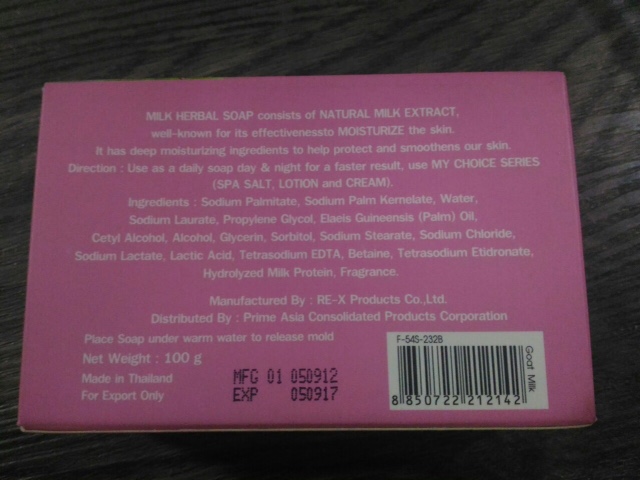 MILK HERBAL SOAP consists of NATURAL MILK EXTRACT,
well-known for its effectivenessto MOISTURIZE the skin.
It has deep moisturizing ingredients to help protect and smoothens our skin.
Direction : Use as a daily soap day & night for a faster result, use MY CHOICE SERIES
(SPA SALT, LOTION and CREAM).
Ingredients : Sodium Palmitate, Sodium Palm Kernelate, Water,
Sodium Laurate, Propylene Glycol, Elaeis Guineensis (Palm) Oil,
Cetyl Alcohol, Alcohol, Glycerin, Sorbitol, Sodium Stearate, Sodium Chloride,
Sodium Lactate, Lactic Acid, Tetrasodium EDTA, Betaine, Tetrasodium Etidronate,
Hydrolyzed Milk Protein, Fragrance.
Manufactured By : RE-X Products Co.,Ltd.
Distributed By : Prime Asia Consolidated Products Corporation
Place Soap under warm water to release mold
Net Weight : 100 g
Made in Thailand
For Export Only
MFG 01 050912
EXP 050917
F-54S-232B
Goat Milk
8 850722 212142